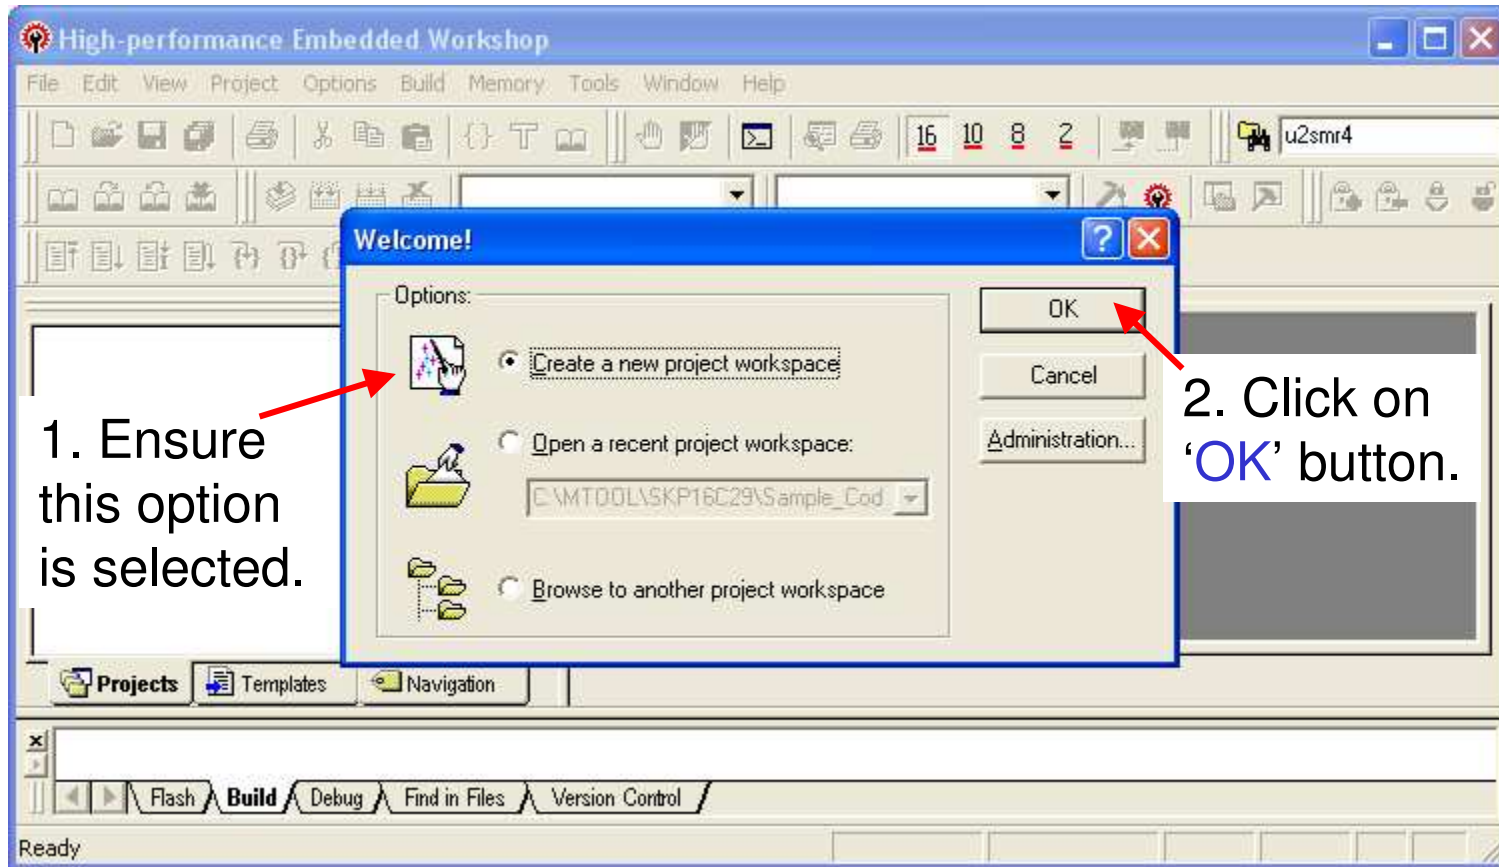 High-performance Embedded Workshop
File Edit View Project Options Build Memory Tools Window Help
16 10 8 2 u2smr4
Welcome!
Options:
Create a new project workspace
Open a recent project workspace:
C:\MTOOL\SKP16C29\Sample_Cod
Browse to another project workspace
OK
Cancel
Administration...
1. Ensure
this option
is selected.
2. Click on
‘OK’ button.
Projects Templates Navigation
Flash Build Debug Find in Files Version Control
Ready